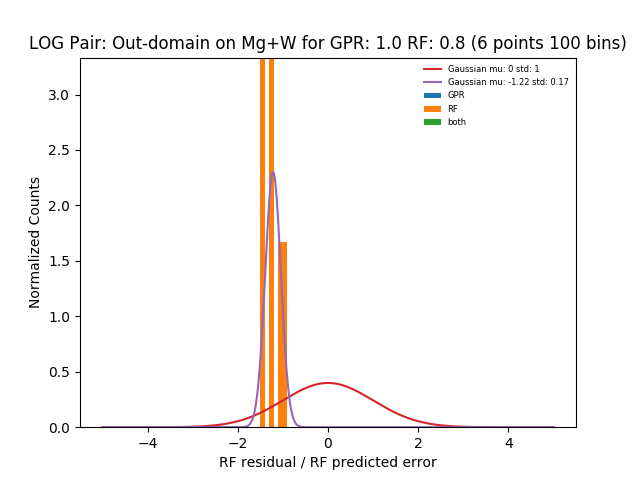 LOG Pair: Out-domain on Mg+W for GPR: 1.0 RF: 0.8 (6 points 100 bins)
Gaussian mu: 0 std: 1
Gaussian mu: -1.22 std: 0.17
GPR
RF
both
Normalized Counts
3.0
2.5
2.0
1.5
1.0
0.5
0.0
−4
−2
0
2
4
RF residual / RF predicted error